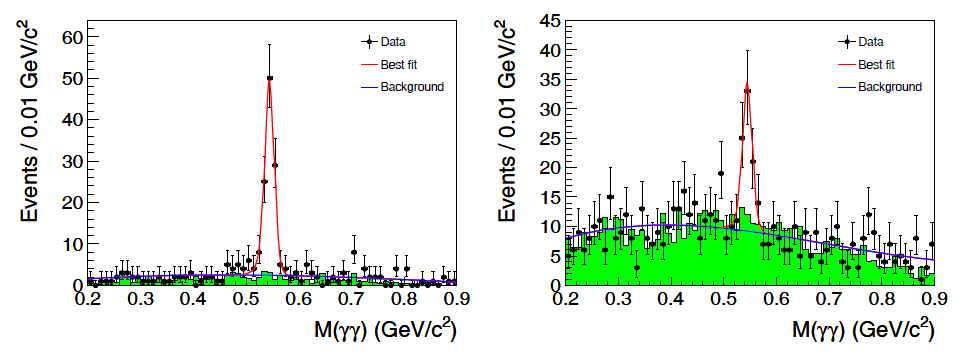 Events / 0.01 GeV/c²
60
50
40
30
20
10
0
Data
Best fit
Background
0.2 0.3 0.4 0.5 0.6 0.7 0.8 0.9
M(γγ) (GeV/c²)
Events / 0.01 GeV/c²
45
40
35
30
25
20
15
10
5
0
Data
Best fit
Background
0.2 0.3 0.4 0.5 0.6 0.7 0.8 0.9
M(γγ) (GeV/c²)